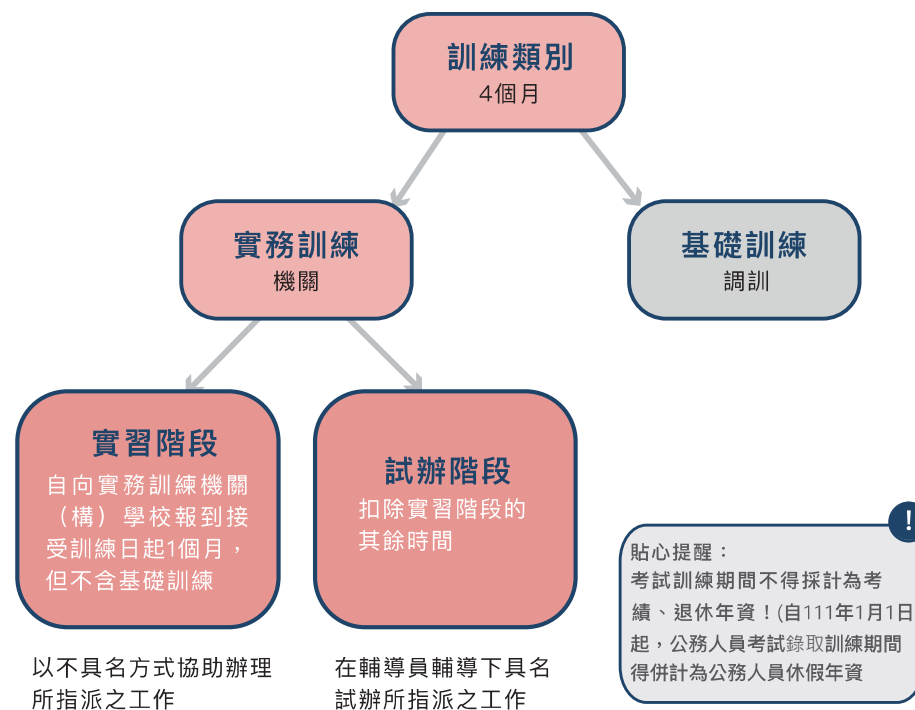 訓練類別
4個月
實務訓練
機關
基礎訓練
調訓
實習階段
自向實務訓練機關
（構）學校報到接
受訓練日起1個月，
但不含基礎訓練
試辦階段
扣除實習階段的
其餘時間
以不具名方式協助辦理
所指派之工作
在輔導員輔導下具名
試辦所指派之工作
!
貼心提醒：
考試訓練期間不得採計為考
績、退休年資！(自111年1月1日
起，公務人員考試錄取訓練期間
得併計為公務人員休假年資